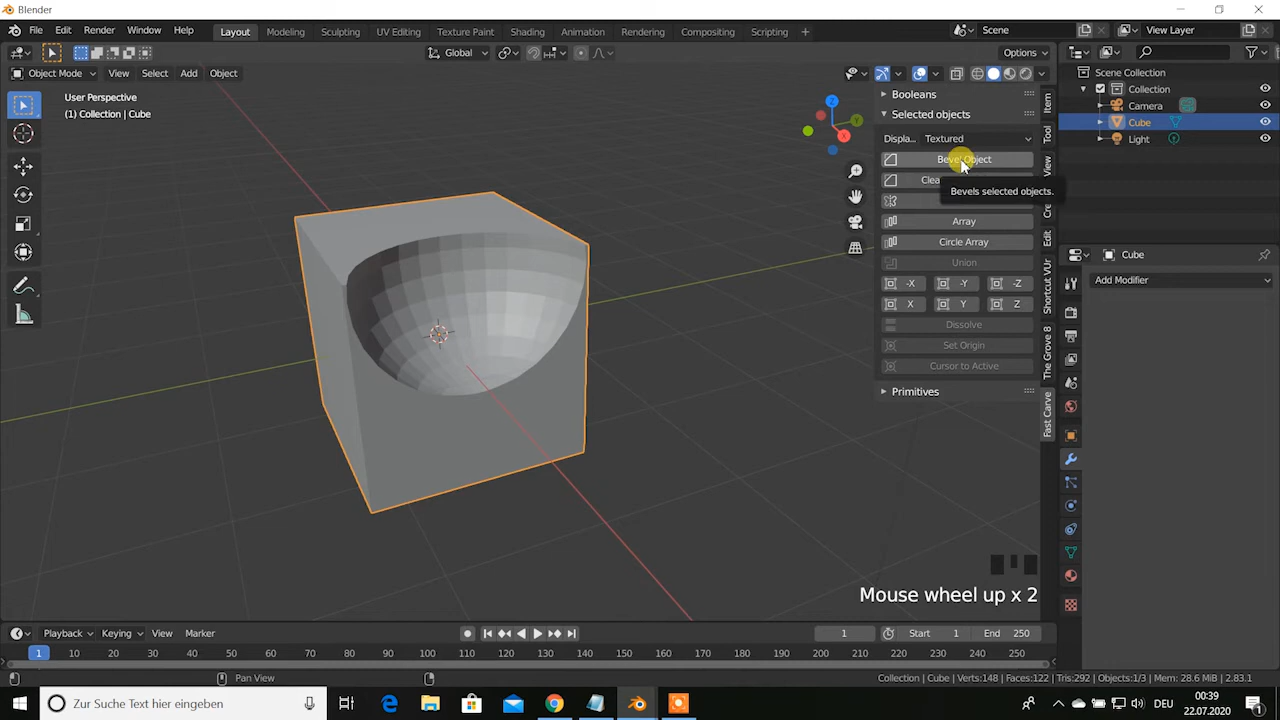 Blender
File Edit Render Window Help
Layout Modeling Sculpting UV Editing Texture Paint Shading Animation Rendering Compositing Scripting +
Scene
View Layer
Global
Options
Object Mode View Select Add Object
User Perspective
(1) Collection | Cube
Z
Y
X
Booleans
Selected objects
Displa... Textured
Bevel Object
Clea
Bevels selected objects.
Array
Circle Array
Union
-X -Y -Z
X Y Z
Dissolve
Set Origin
Cursor to Active
Primitives
Item
Tool
View
Cre
Edit
Shortcut VUr
The Grove 8
Fast Carve
Scene Collection
Collection
Camera
Cube
Light
Cube
Add Modifier
Mouse wheel up x 2
Playback Keying View Marker
1
Start 1
End 250
1 10 20 30 40 50 60 70 80 90 100 110 120 130 140 150 160 170 180 190 200 210 220 230 240 250
Pan View
Collection | Cube | Verts:148 | Faces:122 | Tris:292 | Objects:1/3 | Mem: 28.6 MiB | 2.83.1
Zur Suche Text hier eingeben
DEU
00:39
22.07.2020
1